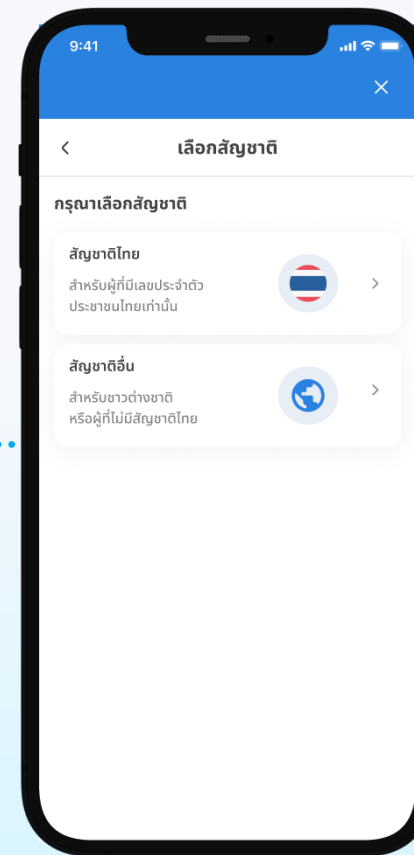 9:41
เลือกสัญชาติ
กรุณาเลือกสัญชาติ
สัญชาติไทย
สำหรับผู้ที่มีเลขประจำตัว
ประชาชนไทยเท่านั้น
สัญชาติอื่น
สำหรับชาวต่างชาติ
หรือผู้ที่ไม่มีสัญชาติไทย